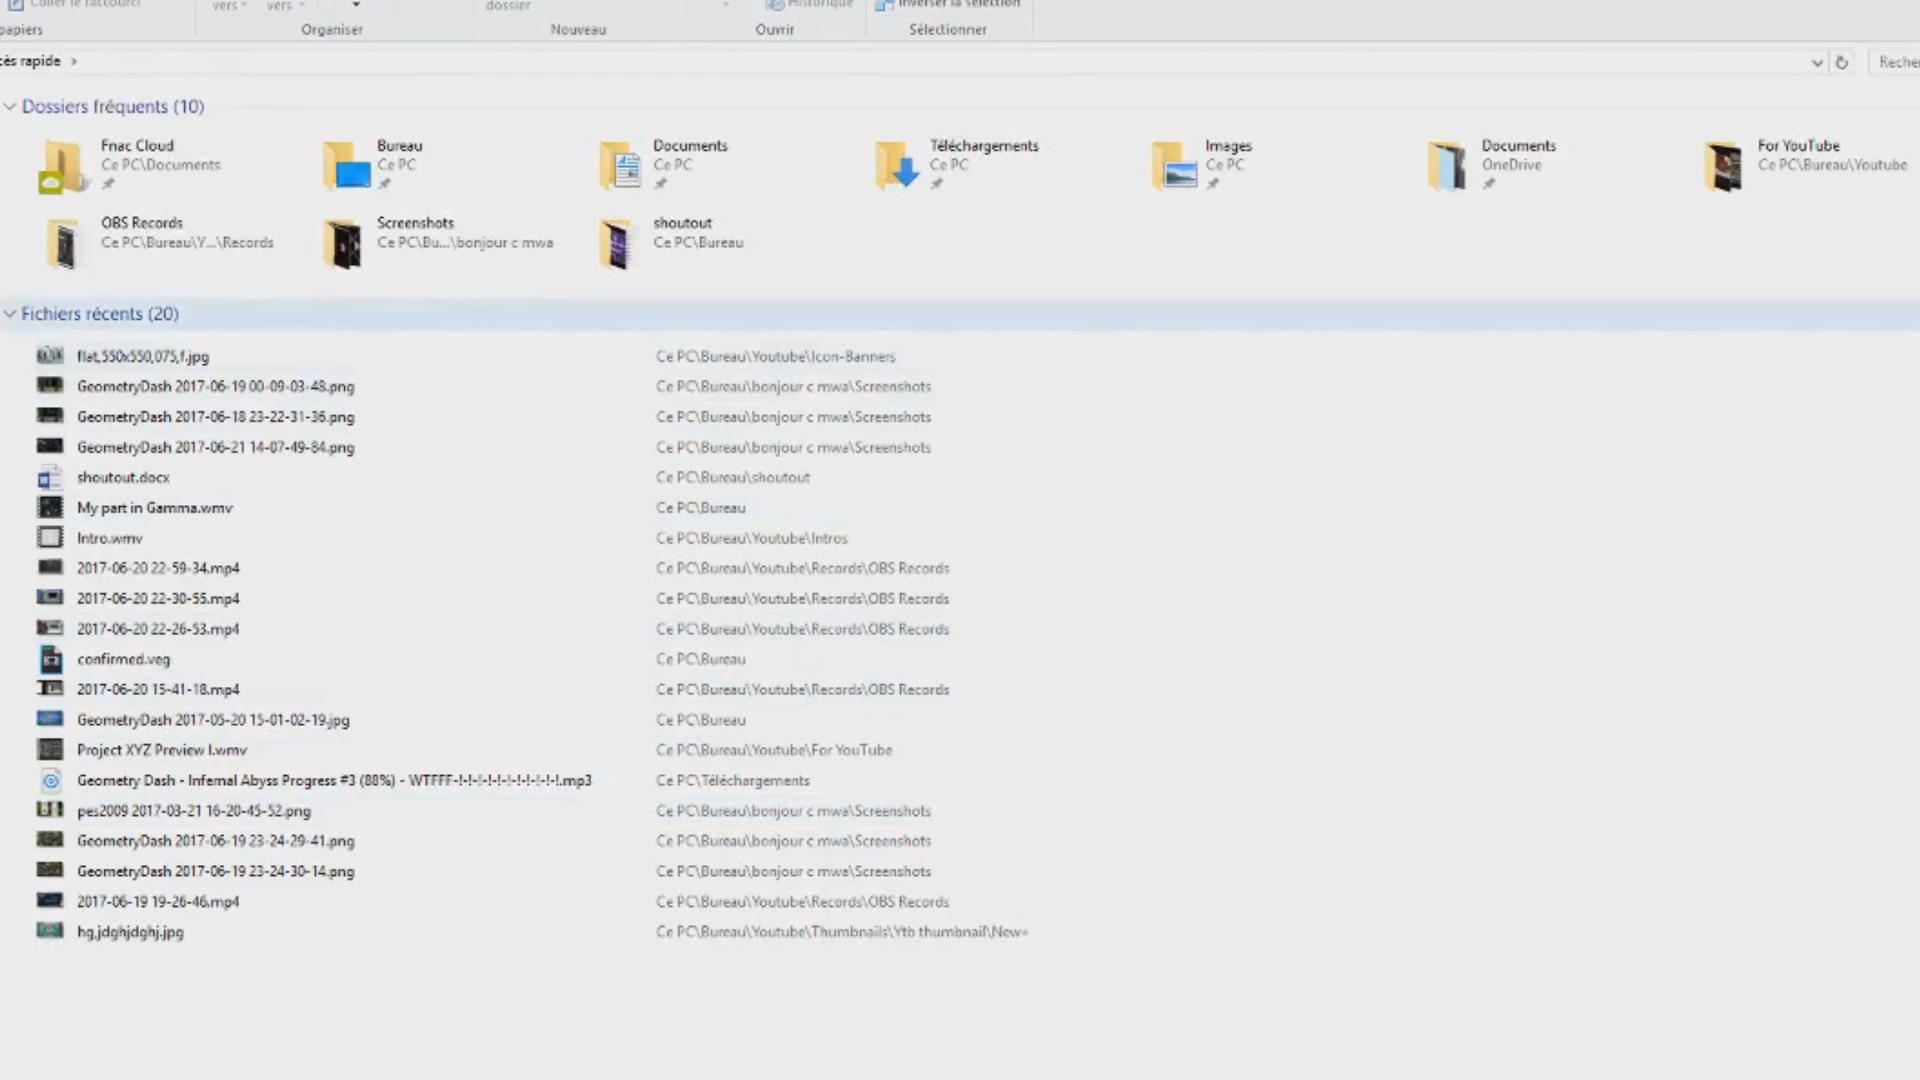 Coller le raccourci
vers
vers
dossier
Historique
Inverser la sélection
papiers
Organiser
Nouveau
Ouvrir
Sélectionner
cès rapide
Recher
Dossiers fréquents (10)
Fnac Cloud
Ce PC\Documents
Bureau
Ce PC
Documents
Ce PC
Téléchargements
Ce PC
Images
Ce PC
Documents
OneDrive
For YouTube
Ce PC\Bureau\Youtube
OBS Records
Ce PC\Bureau\Y...\Records
Screenshots
Ce PC\Bu...\bonjour c mwa
shoutout
Ce PC\Bureau
Fichiers récents (20)
flat,550x550,075,f.jpg Ce PC\Bureau\Youtube\Icon-Banners
GeometryDash 2017-06-19 00-09-03-48.png Ce PC\Bureau\bonjour c mwa\Screenshots
GeometryDash 2017-06-18 23-22-31-36.png Ce PC\Bureau\bonjour c mwa\Screenshots
GeometryDash 2017-06-21 14-07-49-84.png Ce PC\Bureau\bonjour c mwa\Screenshots
shoutout.docx Ce PC\Bureau\shoutout
My part in Gamma.wmv Ce PC\Bureau
Intro.wmv Ce PC\Bureau\Youtube\Intros
2017-06-20 22-59-34.mp4 Ce PC\Bureau\Youtube\Records\OBS Records
2017-06-20 22-30-55.mp4 Ce PC\Bureau\Youtube\Records\OBS Records
2017-06-20 22-26-53.mp4 Ce PC\Bureau\Youtube\Records\OBS Records
confirmed.veg Ce PC\Bureau
2017-06-20 15-41-18.mp4 Ce PC\Bureau\Youtube\Records\OBS Records
GeometryDash 2017-05-20 15-01-02-19.jpg Ce PC\Bureau
Project XYZ Preview I.wmv Ce PC\Bureau\Youtube\For YouTube
Geometry Dash - Infernal Abyss Progress #3 (88%) - WTFFF-!-!-!-!-!-!-!-!-!-!-!.mp3 Ce PC\Téléchargements
pes2009 2017-03-21 16-20-45-52.png Ce PC\Bureau\bonjour c mwa\Screenshots
GeometryDash 2017-06-19 23-24-29-41.png Ce PC\Bureau\bonjour c mwa\Screenshots
GeometryDash 2017-06-19 23-24-30-14.png Ce PC\Bureau\bonjour c mwa\Screenshots
2017-06-19 19-26-46.mp4 Ce PC\Bureau\Youtube\Records\OBS Records
hg,jdghjdghj.jpg Ce PC\Bureau\Youtube\Thumbnails\Ytb thumbnail\New+